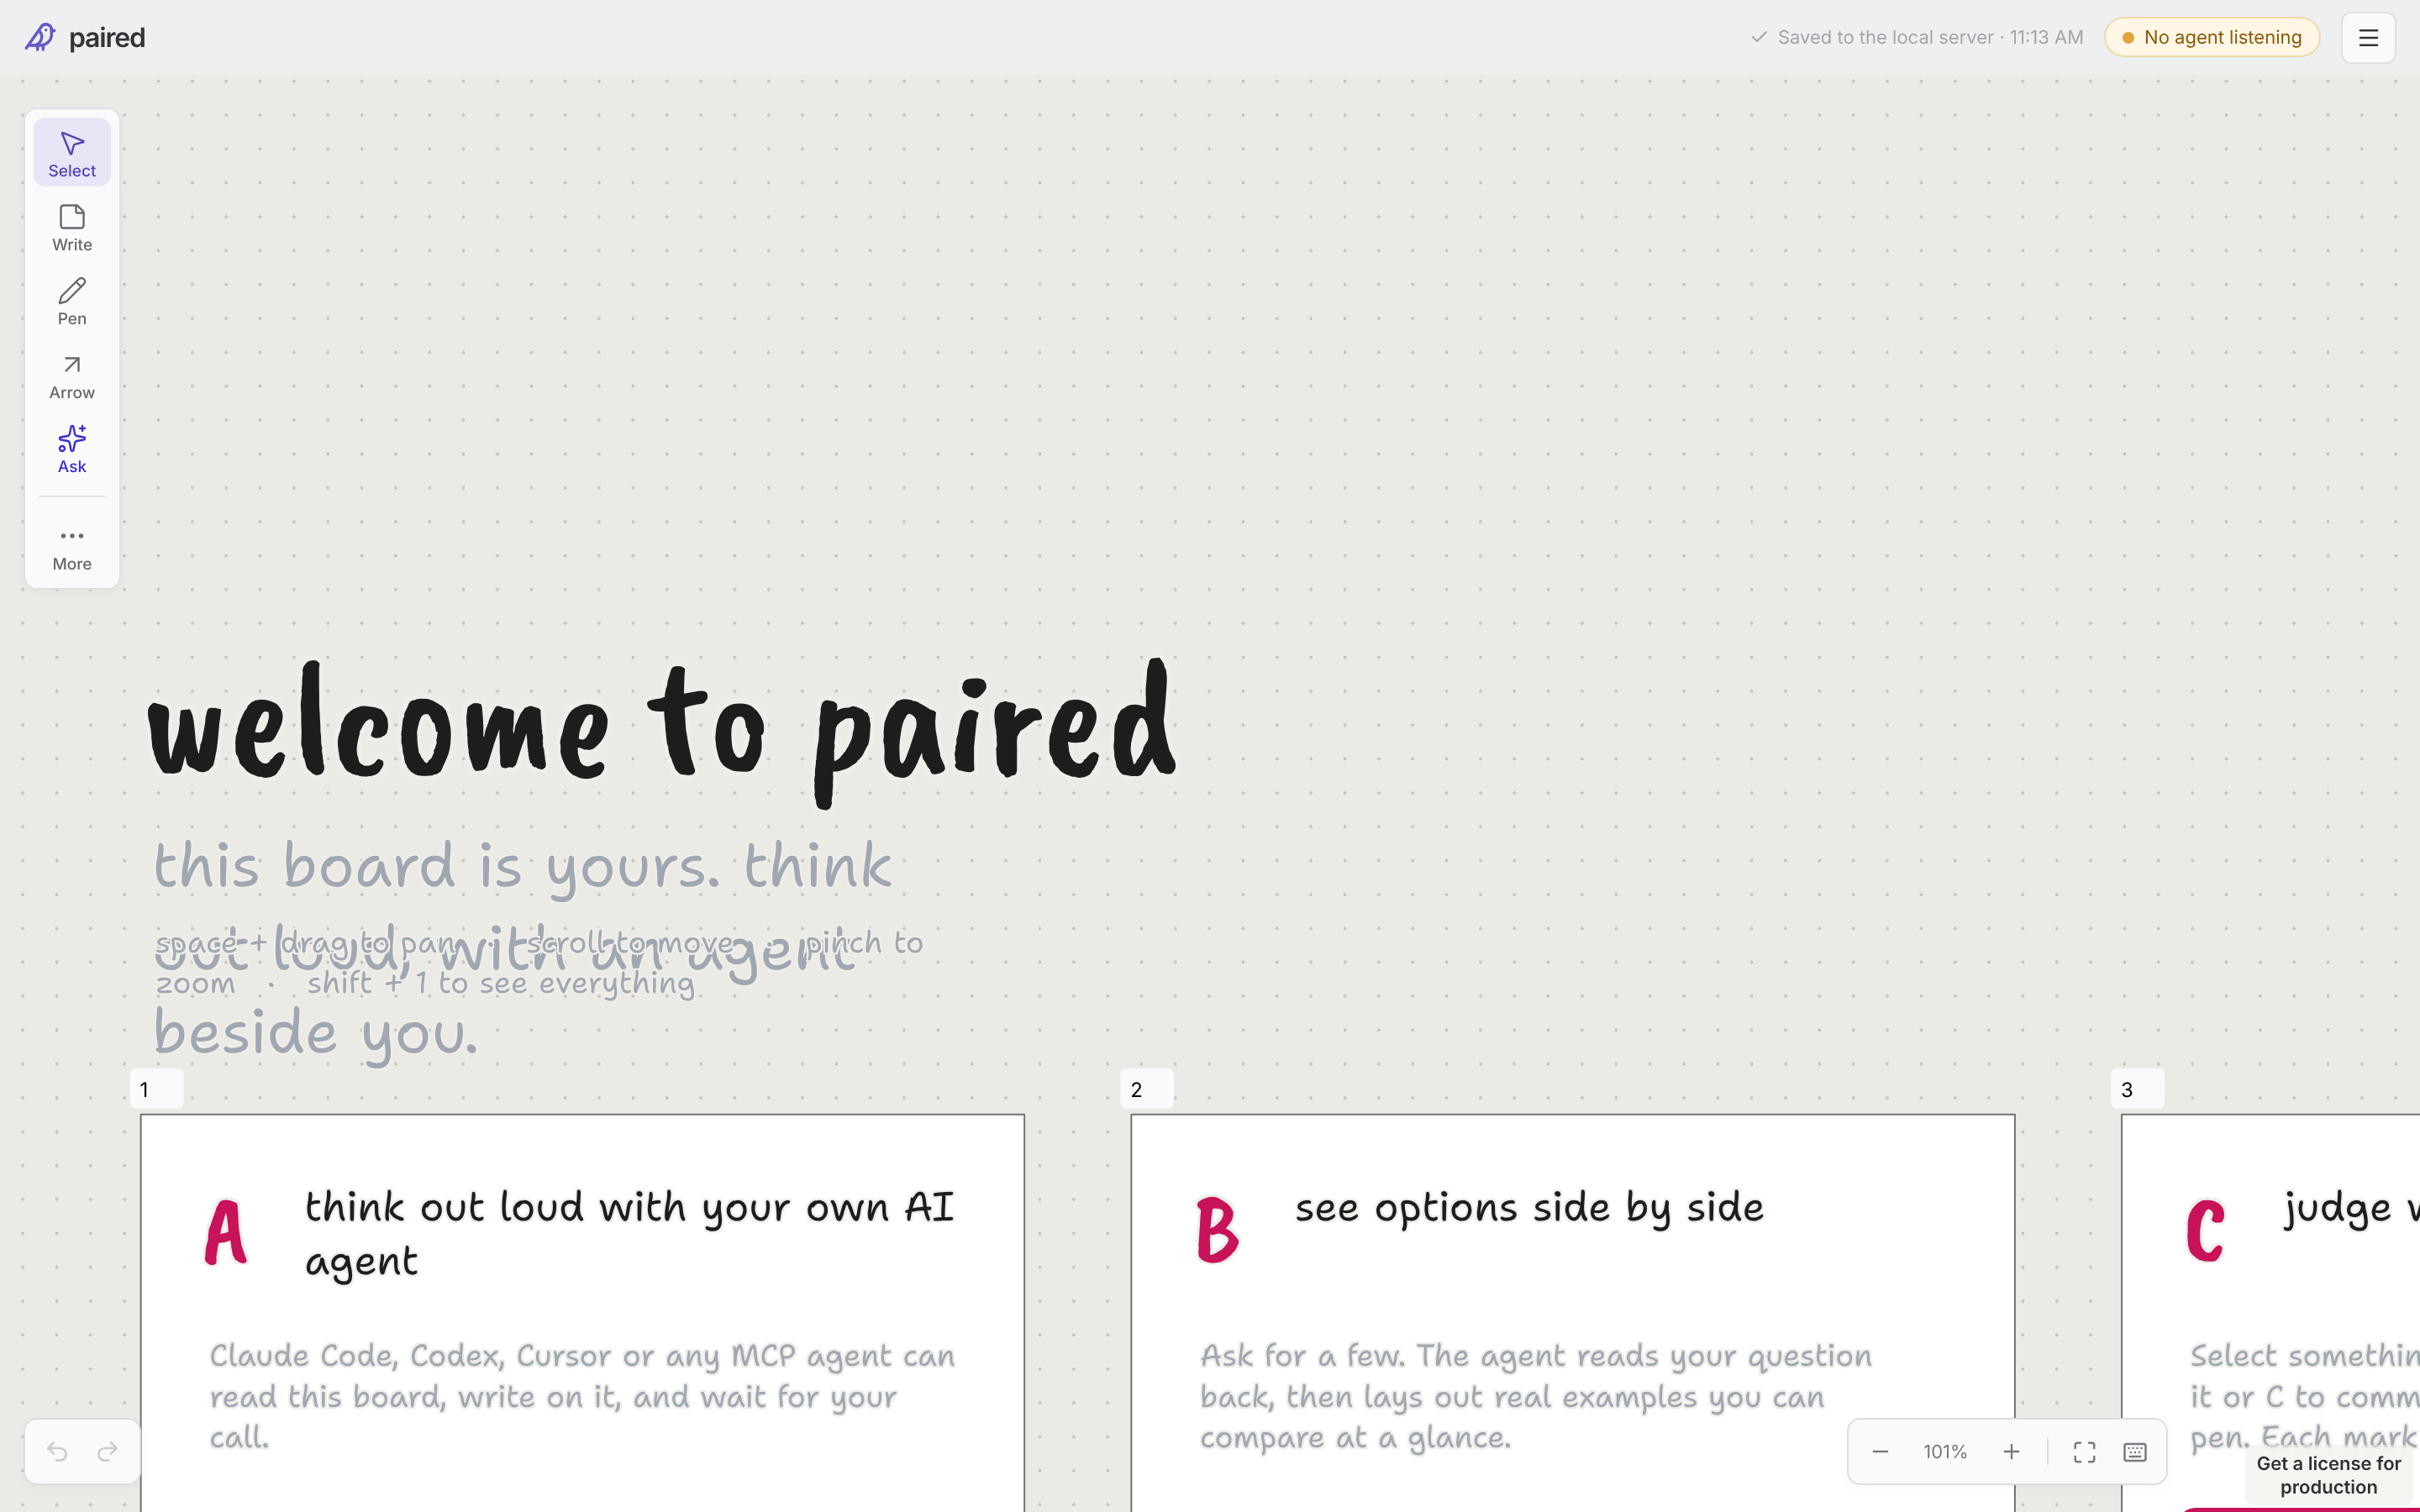 paired
Saved to the local server · 11:13 AM
No agent listening
Select
Write
Pen
Arrow
Ask
More
welcome to paired
this board is yours. think
out loud, with an agent
beside you.
space + drag to pan · scroll to move · pinch to
zoom · shift + 1 to see everything
1
A
think out loud with your own AI
agent
Claude Code, Codex, Cursor or any MCP agent can
read this board, write on it, and wait for your
call.
2
B
see options side by side
Ask for a few. The agent reads your question
back, then lays out real examples you can
compare at a glance.
3
C
judge
Select
it or C to
pen. Each mark
101%
Get a license for
production